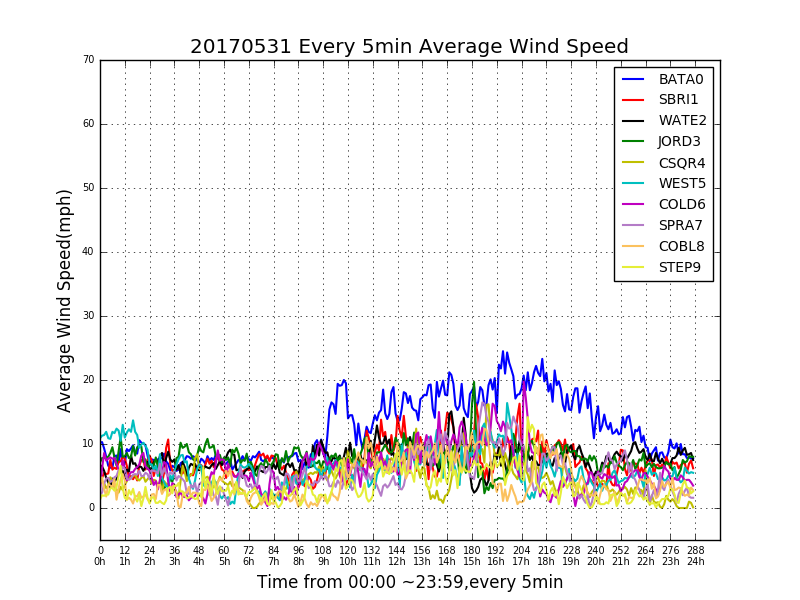 20170531 Every 5min Average Wind Speed
70
60
50
40
30
20
10
0
Average Wind Speed(mph)
BATA0
SBRI1
WATE2
JORD3
CSQR4
WEST5
COLD6
SPRA7
COBL8
STEP9
0 12 24 36 48 60 72 84 96 108 120 132 144 156 168 180 192 204 216 228 240 252 264 276 288
0h 1h 2h 3h 4h 5h 6h 7h 8h 9h 10h 11h 12h 13h 14h 15h 16h 17h 18h 19h 20h 21h 22h 23h 24h
Time from 00:00 ~23:59,every 5min